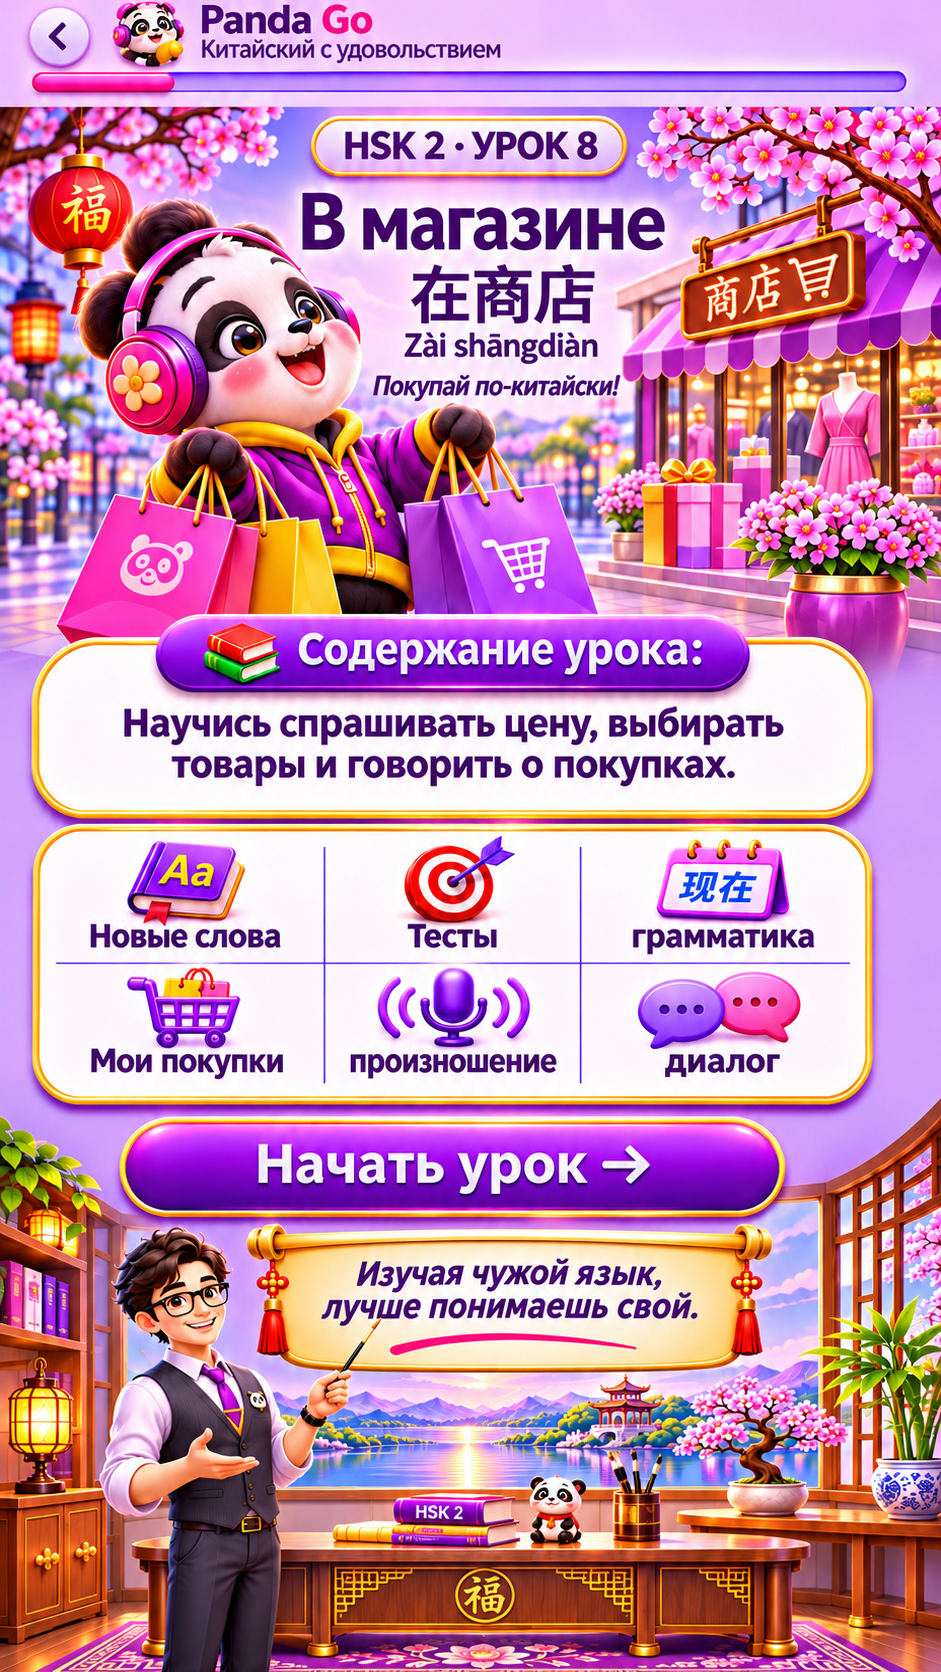 Panda Go
Китайский с удовольствием
HSK 2 · УРОК 8
福
В магазине
在商店
Zài shāngdiàn
Покупай по-китайски!
商店
Содержание урока:
Научись спрашивать цену, выбирать
товары и говорить о покупках.
Aa
现在
Новые слова
Тесты
грамматика
Мои покупки
произношение
диалог
Начать урок →
Изучая чужой язык,
лучше понимаешь свой.
HSK 2
福